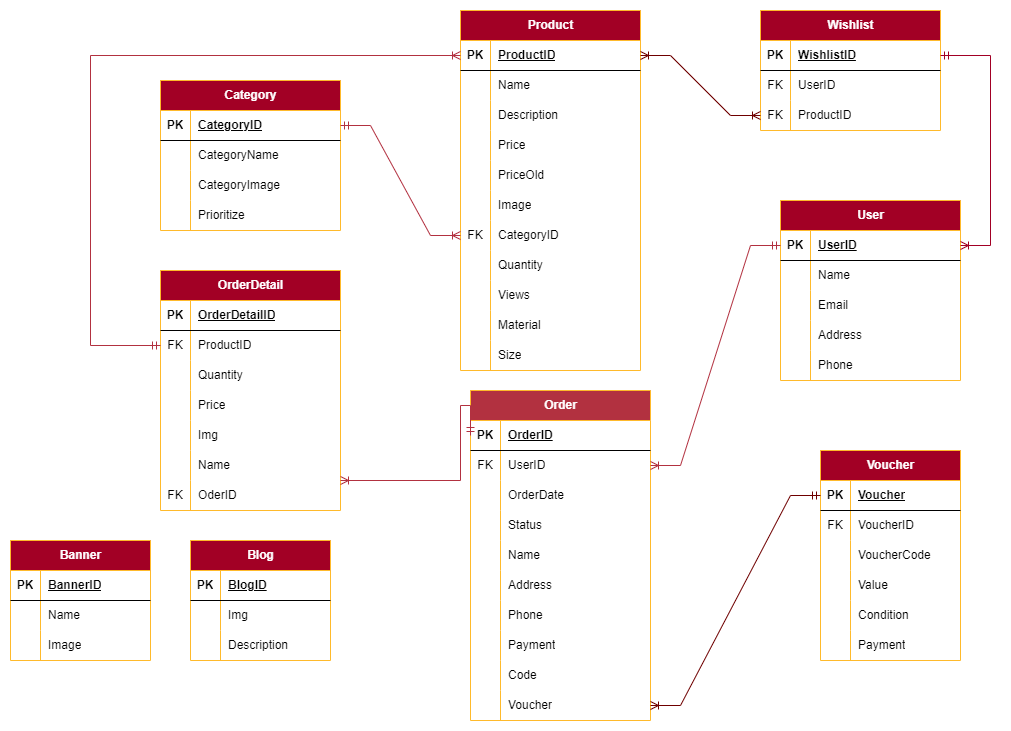 Product
PK ProductID
Name
Description
Price
PriceOld
Image
FK CategoryID
Quantity
Views
Material
Size
Wishlist
PK WishlistID
FK UserID
FK ProductID
Category
PK CategoryID
CategoryName
CategoryImage
Prioritize
User
PK UserID
Name
Email
Address
Phone
OrderDetail
PK OrderDetailID
FK ProductID
Quantity
Price
Img
Name
FK OderID
Order
PK OrderID
FK UserID
OrderDate
Status
Name
Address
Phone
Payment
Code
Voucher
Voucher
PK Voucher
FK VoucherID
VoucherCode
Value
Condition
Payment
Banner
PK BannerID
Name
Image
Blog
PK BlogID
Img
Description